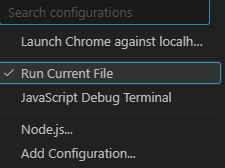 Search configurations
Launch Chrome against localh...
Run Current File
JavaScript Debug Terminal
Node.js...
Add Configuration...